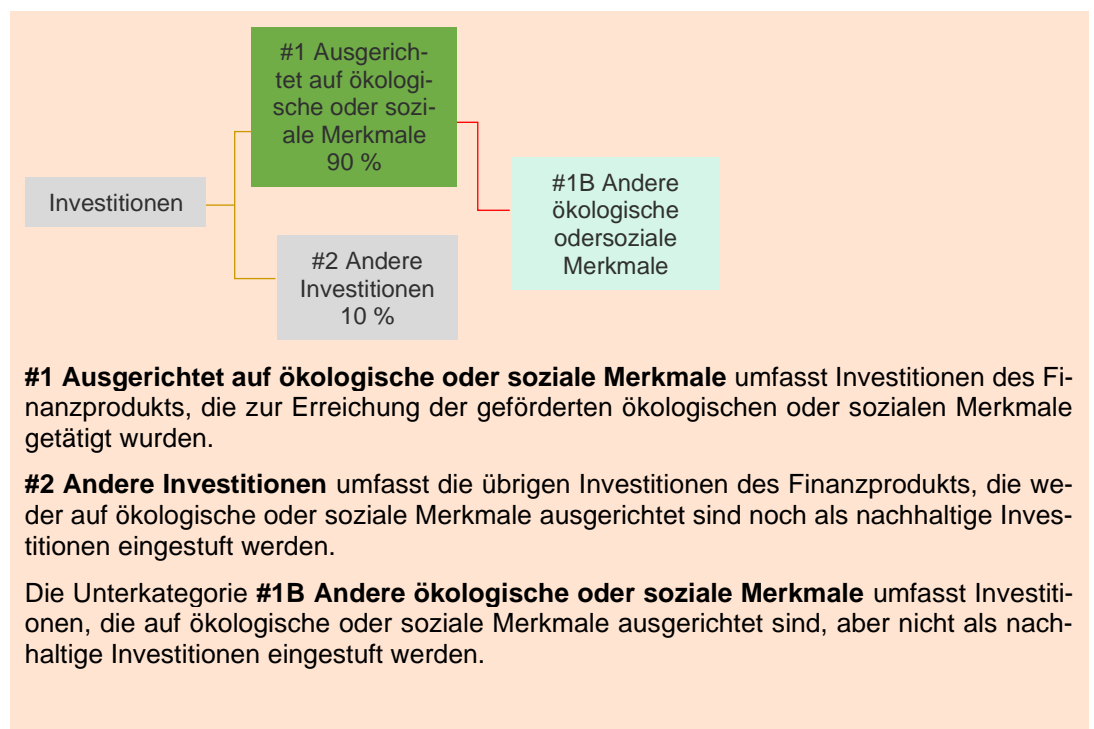 #1 Ausgerich-
tet auf ökologi-
sche oder sozi-
ale Merkmale
90 %
Investitionen
#1B Andere
ökologische
odersoziale
Merkmale
#2 Andere
Investitionen
10 %
#1 Ausgerichtet auf ökologische oder soziale Merkmale umfasst Investitionen des Fi-
nanzprodukts, die zur Erreichung der geförderten ökologischen oder sozialen Merkmale
getätigt wurden.
#2 Andere Investitionen umfasst die übrigen Investitionen des Finanzprodukts, die we-
der auf ökologische oder soziale Merkmale ausgerichtet sind noch als nachhaltige Inves-
titionen eingestuft werden.
Die Unterkategorie #1B Andere ökologische oder soziale Merkmale umfasst Investiti-
onen, die auf ökologische oder soziale Merkmale ausgerichtet sind, aber nicht als nach-
haltige Investitionen eingestuft werden.